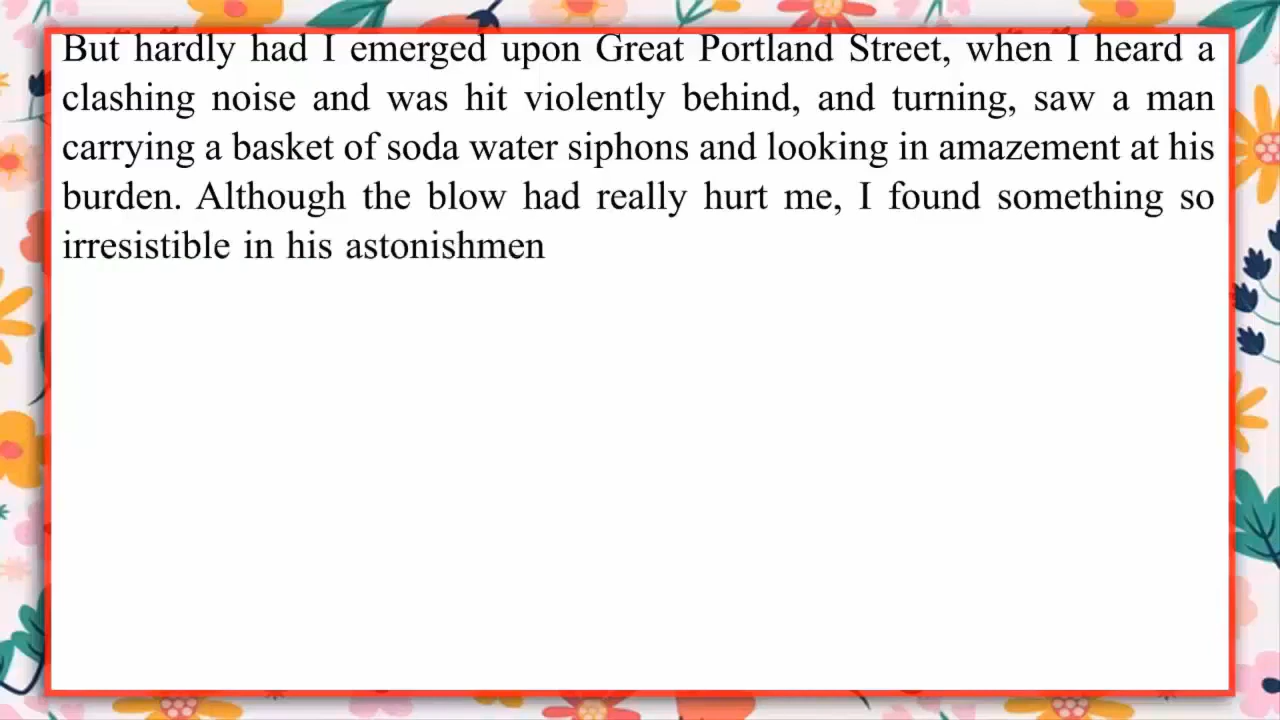 But hardly had I emerged upon Great Portland Street, when I heard a
clashing noise and was hit violently behind, and turning, saw a man
carrying a basket of soda water siphons and looking in amazement at his
burden. Although the blow had really hurt me, I found something so
irresistible in his astonishmen